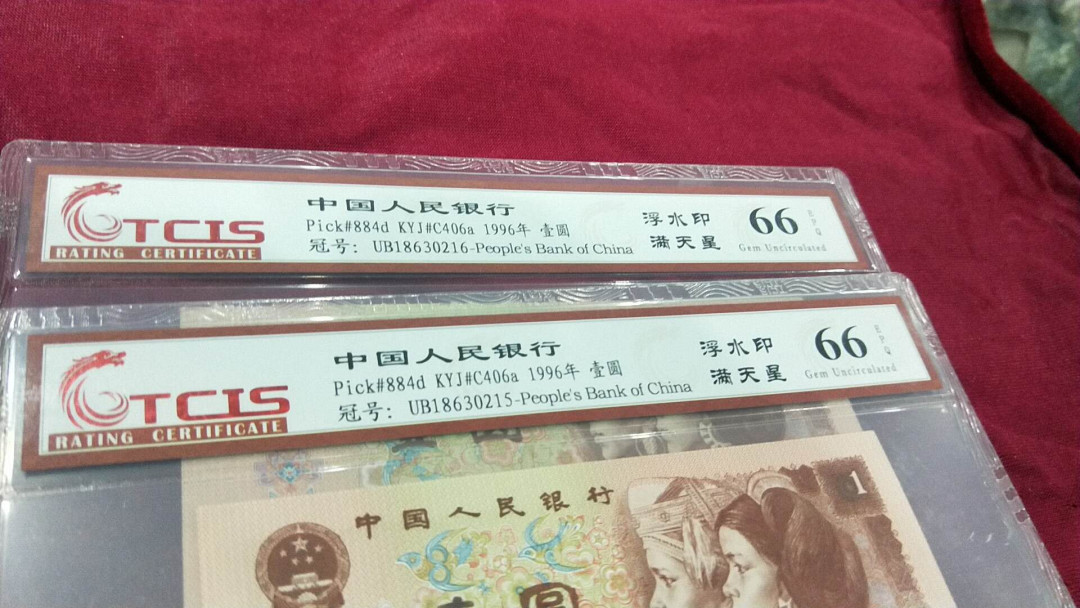 TCIS
RATING CERTIFICATE
中国人民银行
Pick#884d KYJ#C406a 1996年 壹圆
冠号: UB18630216-People's Bank of China
浮水印
满天星
66
EPQ
Gem Uncirculated
TCIS
RATING CERTIFICATE
中国人民银行
Pick#884d KYJ#C406a 1996年 壹圆
冠号: UB18630215-People's Bank of China
浮水印
满天星
66
EPQ
Gem Uncirculated
中国人民银行
1